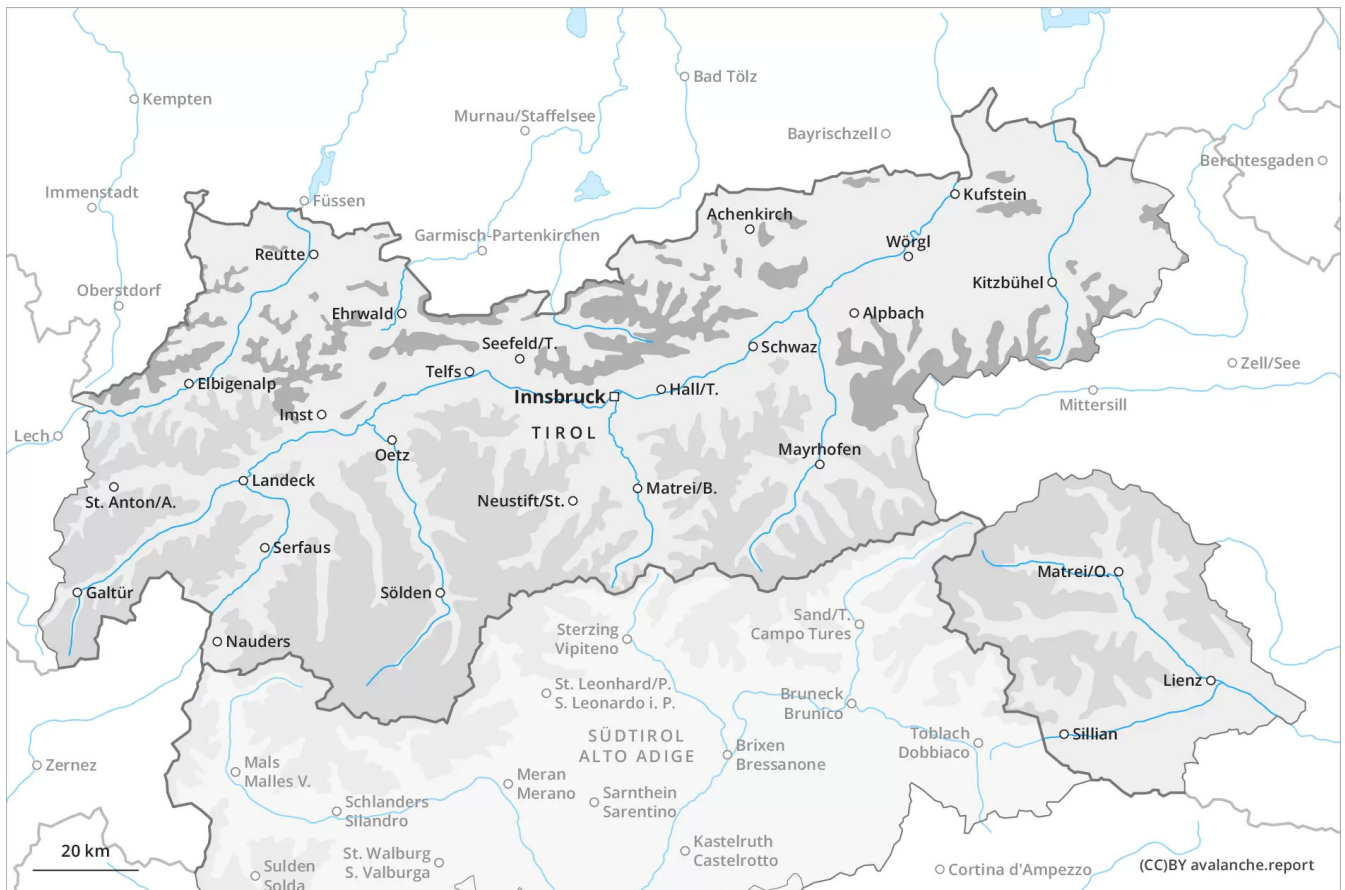 Bad Tölz
Kempten
Murnau/Staffelsee
Bayrischzell
Berchtesgaden
Immenstadt
Füssen
Kufstein
Achenkirch
Garmisch-Partenkirchen
Wörgl
Reutte
Kitzbühel
Oberstdorf
Ehrwald
Alpbach
Seefeld/T.
Schwaz
Zell/See
Telfs
Elbigenalp
Hall/T.
Innsbruck
Mittersill
Imst
TIROL
Lech
Oetz
Mayrhofen
Landeck
St. Anton/A.
Neustift/St.
Matrei/B.
Serfaus
Matrei/O.
Galtür
Sölden
Sand/T.
Campo Tures
Sterzing
Vipiteno
Nauders
Lienz
St. Leonhard/P.
S. Leonardo i. P.
Bruneck
Brunico
SÜDTIROL
ALTO ADIGE
Toblach
Dobbiaco
Sillian
Brixen
Bressanone
Zernez
Mals
Malles V.
Meran
Merano
Sarnthein
Sarentino
Schlanders
Silandro
Kastelruth
Castelrotto
20 km
St. Walburg
S. Valburga
Sulden
Solda
Cortina d'Ampezzo
(CC)BY avalanche.report